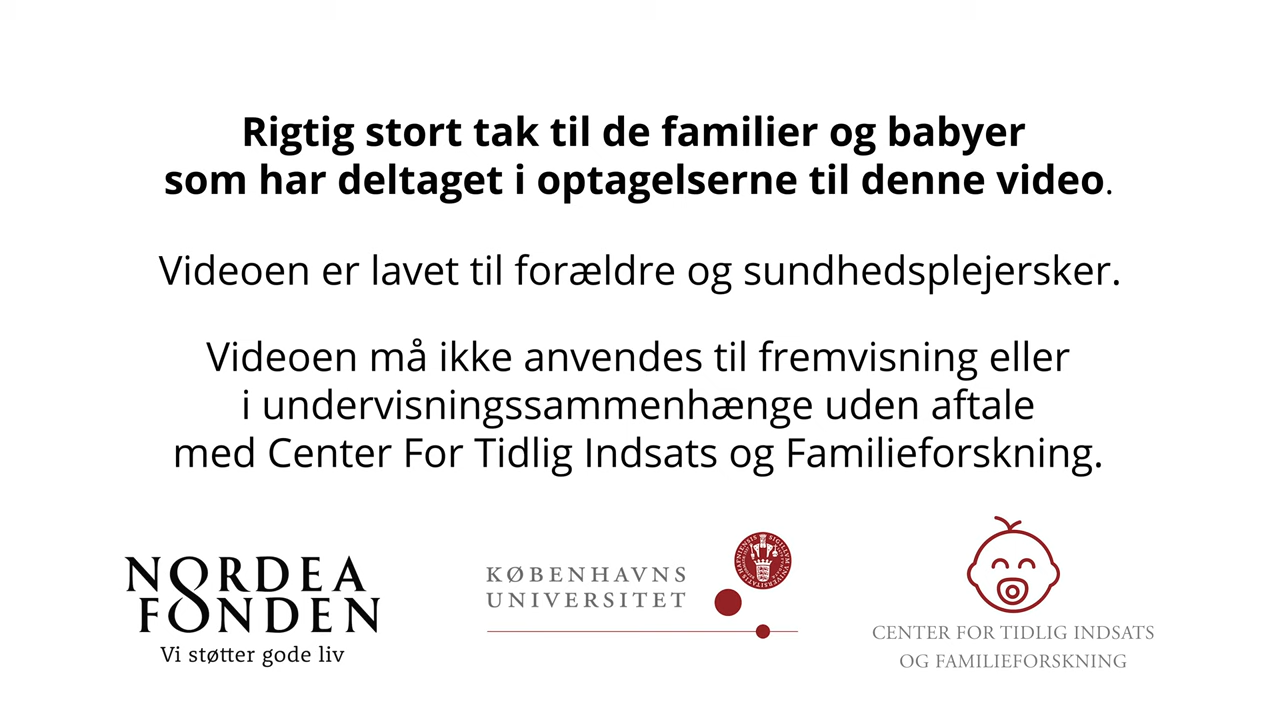 Rigtig stort tak til de familier og babyer
som har deltaget i optagelserne til denne video.
Videoen er lavet til forældre og sundhedsplejersker.
Videoen må ikke anvendes til fremvisning eller
i undervisningssammenhænge uden aftale
med Center For Tidlig Indsats og Familieforskning.
NORDEA
FONDEN
Vi støtter gode liv
KØBENHAVNS
UNIVERSITET
CENTER FOR TIDLIG INDSATS
OG FAMILIEFORSKNING